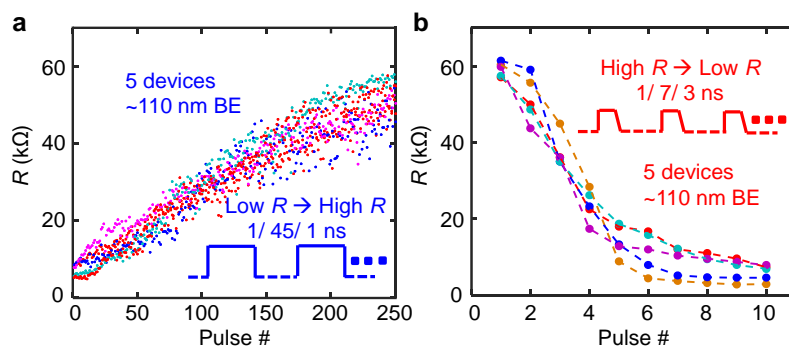 a
5 devices
~110 nm BE
Low R → High R
1/ 45/ 1 ns
R (kΩ)
60
40
20
0
0
50
100
150
200
250
Pulse #
b
High R → Low R
1/ 7/ 3 ns
5 devices
~110 nm BE
R (kΩ)
60
40
20
0
0
2
4
6
8
10
Pulse #